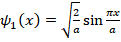 ψ₁(x) = √(2/a) sin πx/a